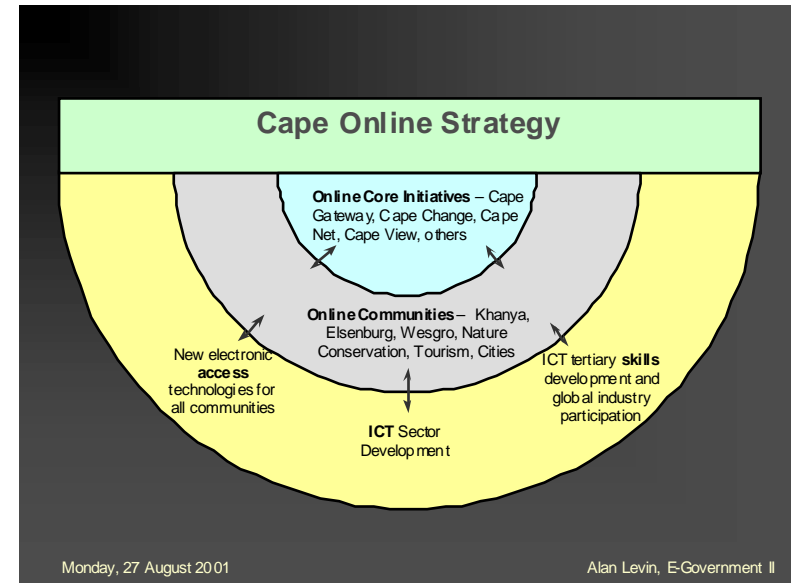 Cape Online Strategy
Online Core Initiatives – Cape
Gateway, Cape Change, Cape
Net, Cape View, others
Online Communities – Khanya,
Elsenburg, Wesgro, Nature
Conservation, Tourism, Cities
New electronic
access
technologies for
all communities
ICT Sector
Development
ICT tertiary skills
development and
global industry
participation
Monday, 27 August 2001
Alan Levin, E-Government II